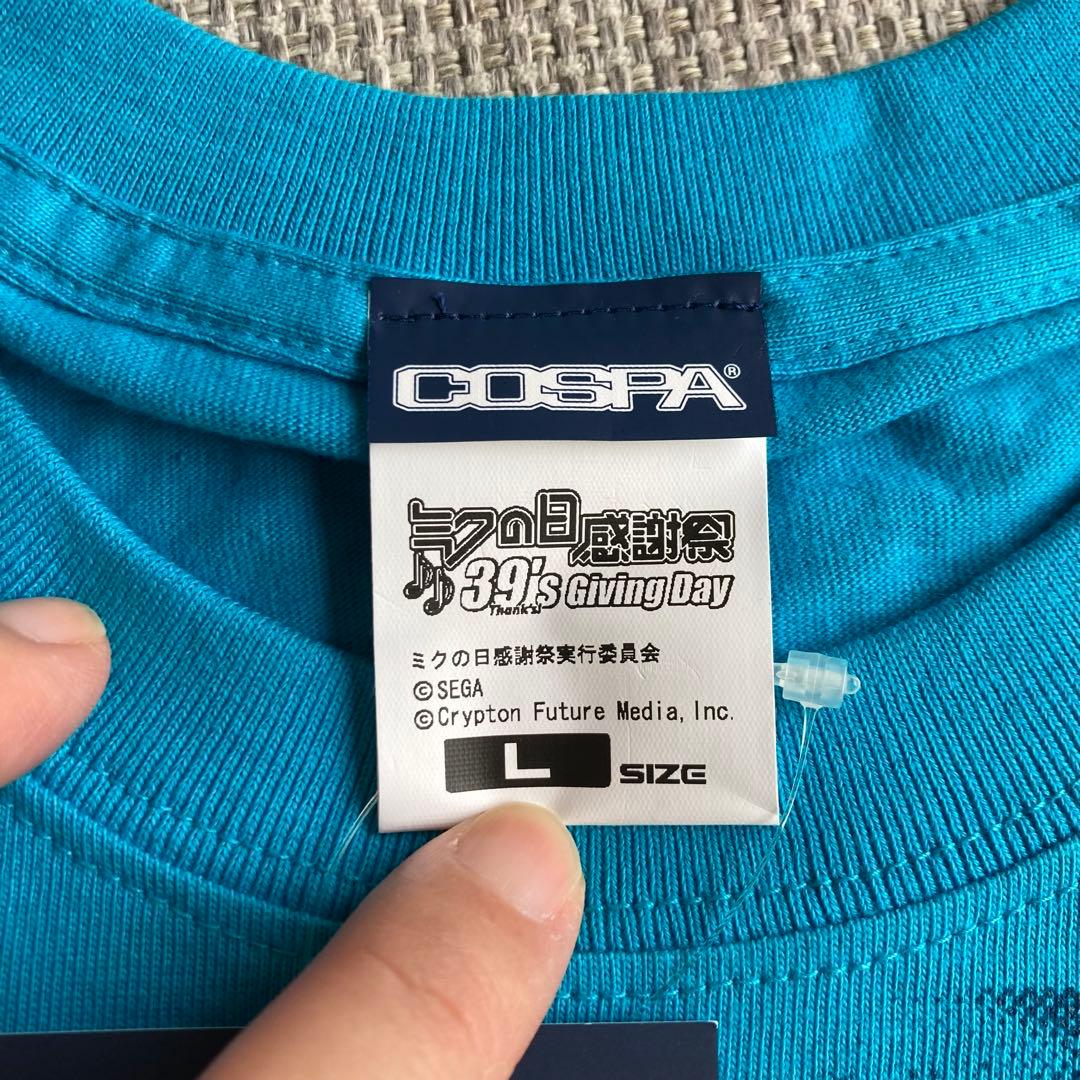 COSPA®
ミクの日感謝祭
39's Giving Day
Thank's!
ミクの日感謝祭実行委員会
©SEGA
©Crypton Future Media, Inc.
L SIZE